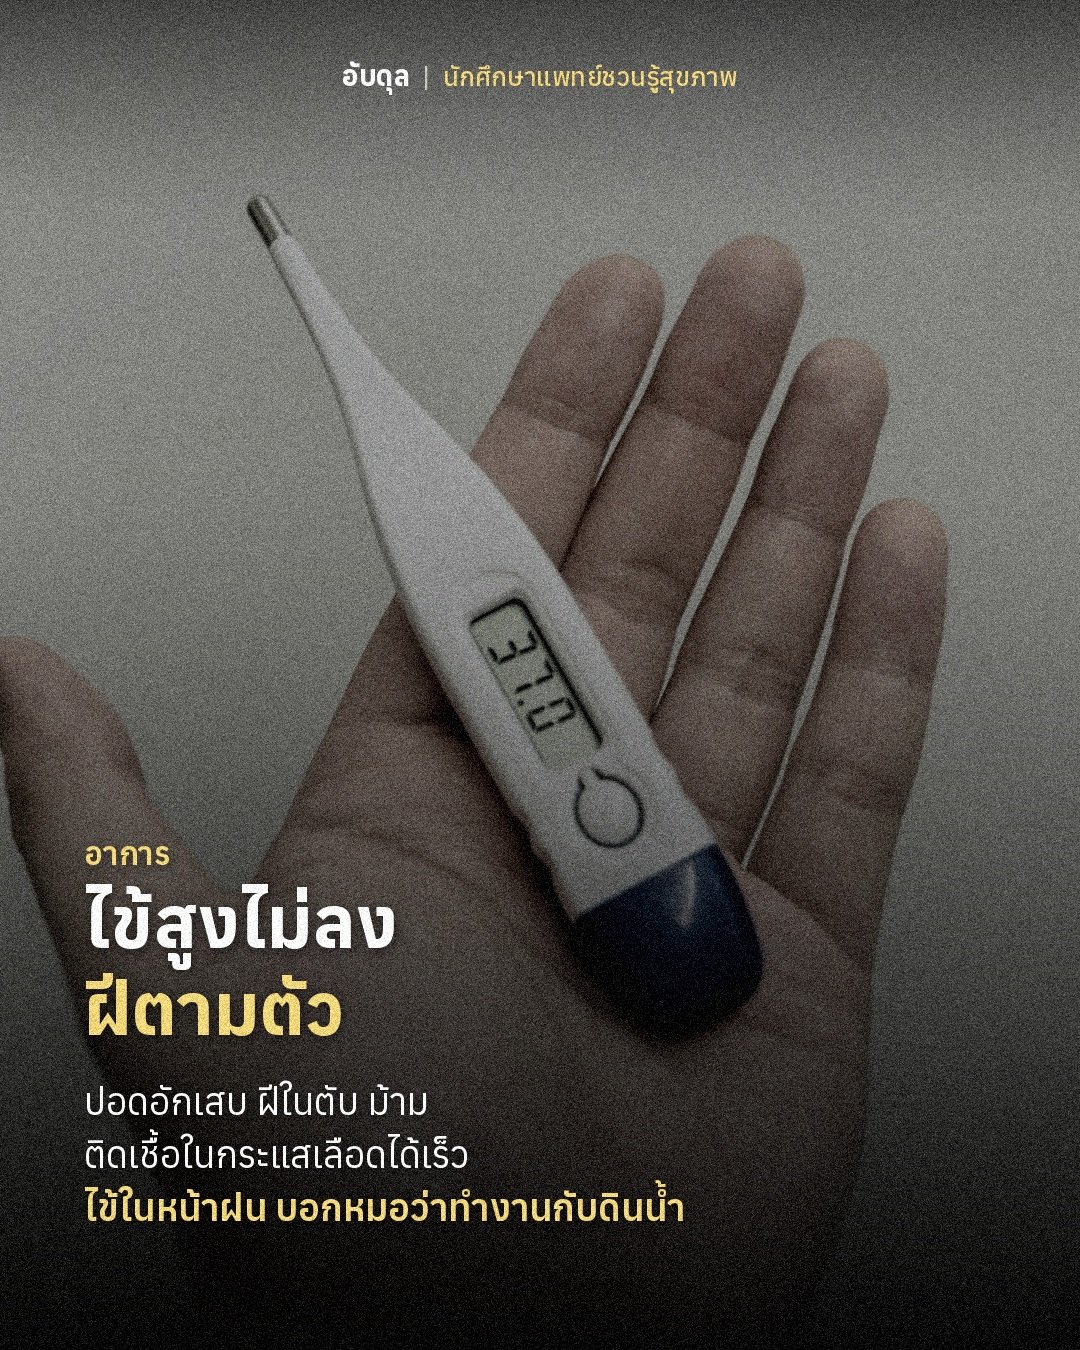 อับดุล | นักศึกษาแพทย์ชวนรู้สุขภาพ
37.0
อาการ
ไข้สูงไม่ลง
ฝีตามตัว
ปอดอักเสบ ฝีในตับ ม้าม
ติดเชื้อในกระแสเลือดได้เร็ว
ไข้ในหน้าฝน บอกหมอว่าทำงานกับดินน้ำ